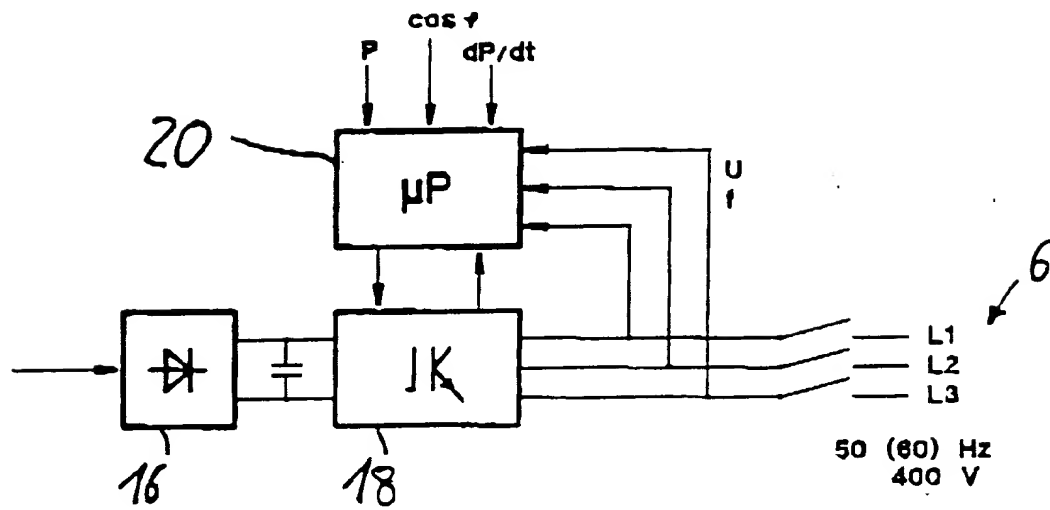 cos φ
P
dP/dt
20
µP
U
f
6
L1
L2
L3
16
18
50 (60) Hz
400 V